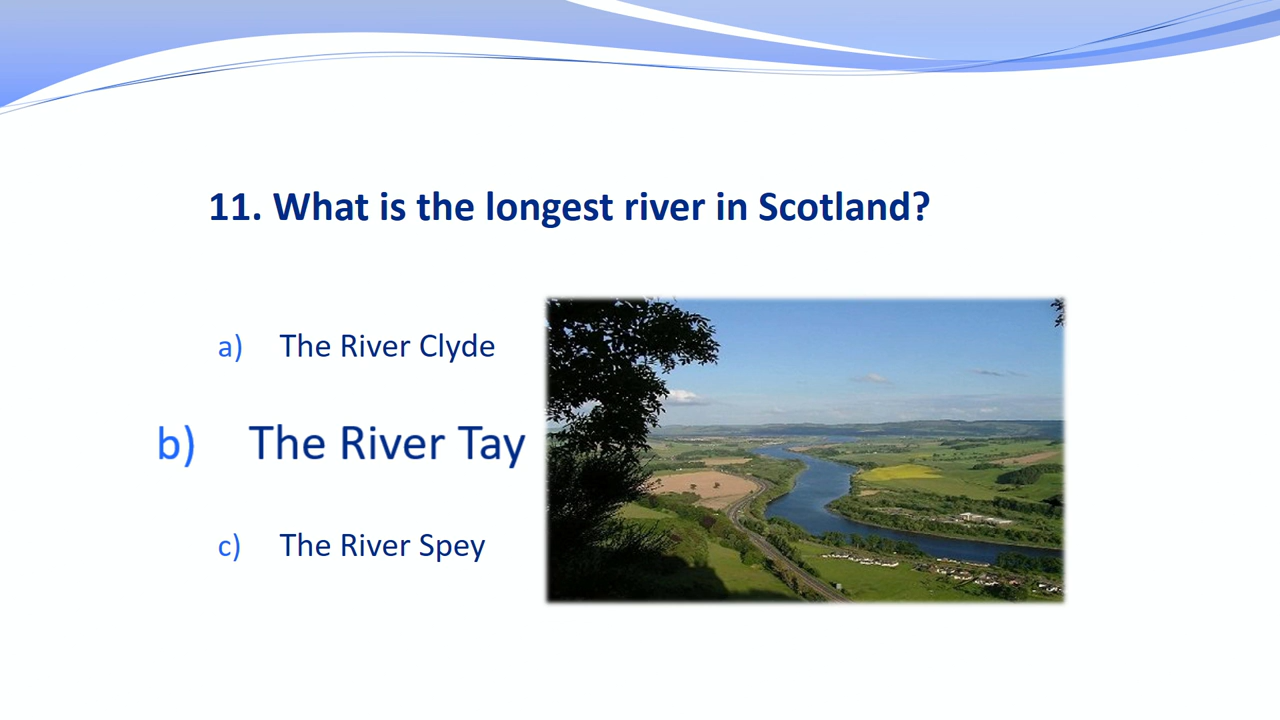 11. What is the longest river in Scotland?
a) The River Clyde
b) The River Tay
c) The River Spey